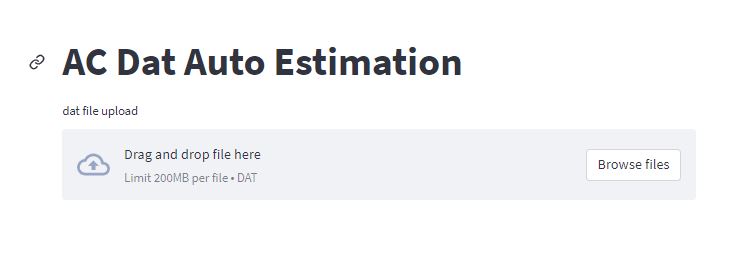 AC Dat Auto Estimation
dat file upload
Drag and drop file here
Limit 200MB per file • DAT
Browse files